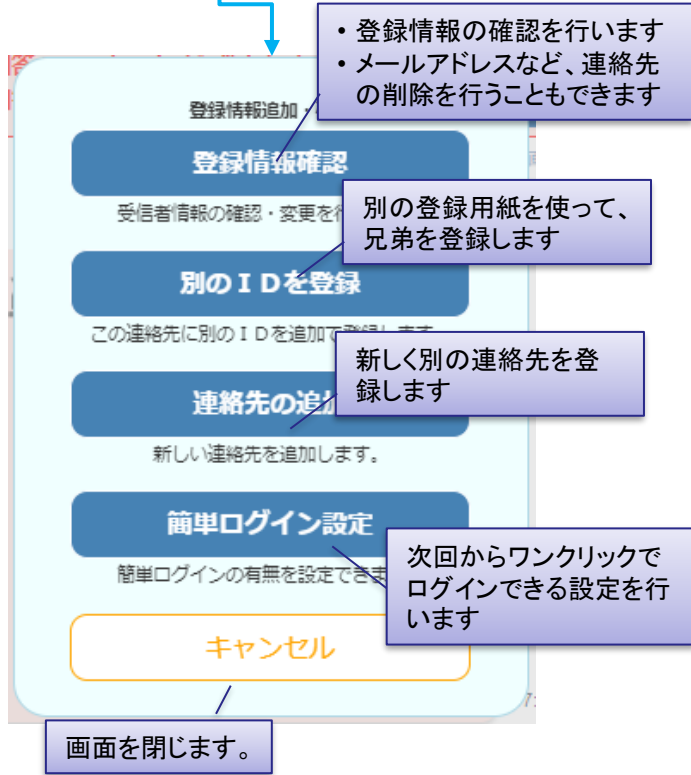 ・登録情報の確認を行います
・メールアドレスなど、連絡先
の削除を行うこともできます
登録情報追加・
登録情報確認
受信者情報の確認・変更を行
別の登録用紙を使って、
兄弟を登録します
別のＩＤを登録
この連絡先に別のＩＤを追加で登録します
新しく別の連絡先を登
録します
連絡先の追加
新しい連絡先を追加します。
簡単ログイン設定
次回からワンクリックで
ログインできる設定を行
います
簡単ログインの有無を設定できま
キャンセル
画面を閉じます。